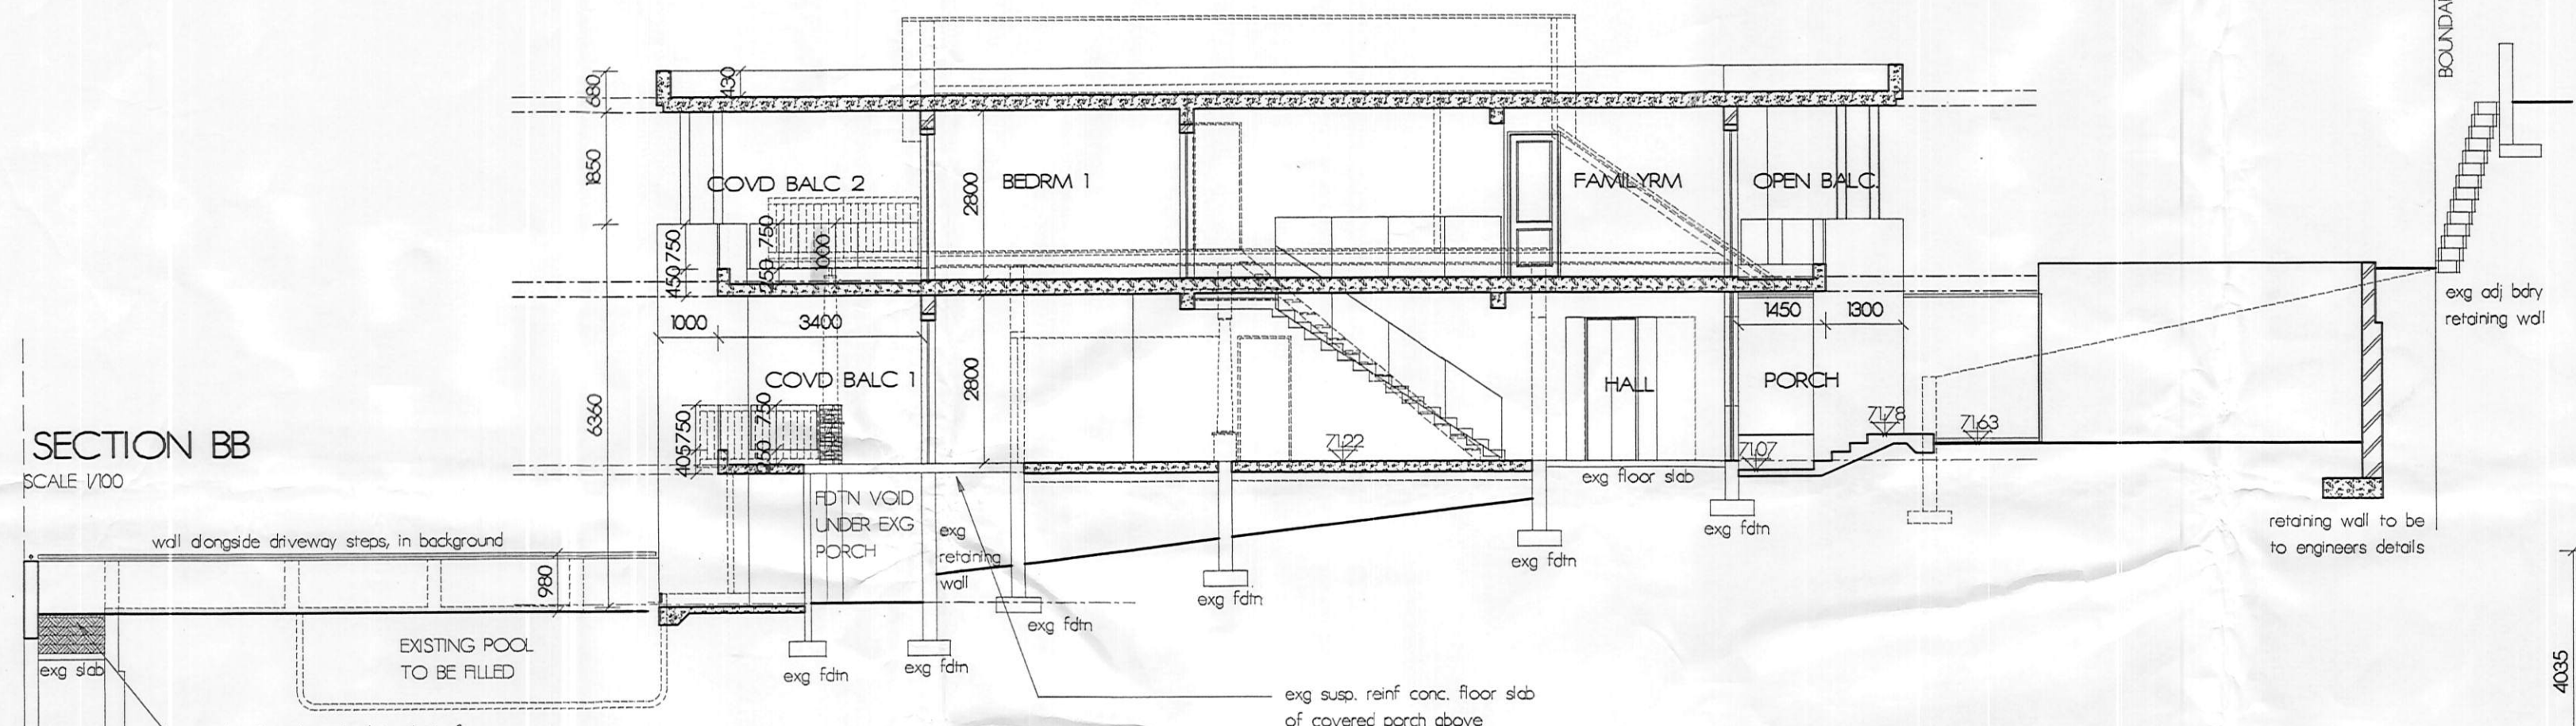 BOUNDA
680
430
1850
COVD BALC 2
BEDRM 1
2800
FAMILYRM
OPEN BALC.
750
450
750
250
1000
1000
3400
1450
1300
exg adj bdry
retaining wall
COVD BALC 1
2800
HALL
PORCH
6360
750
405
750
250
7122
7107
7178
7163
SECTION BB
SCALE 1/100
exg floor slab
FDTN VOID
UNDER EXG
PORCH
exg
retaining
wall
exg fdtn
exg fdtn
retaining wall to be
to engineers details
wall alongside driveway steps, in background
980
exg fdtn
exg fdtn
EXISTING POOL
TO BE FILLED
exg slab
exg fdtn
exg fdtn
exg susp. reinf conc. floor slab
of covered porch above
4035